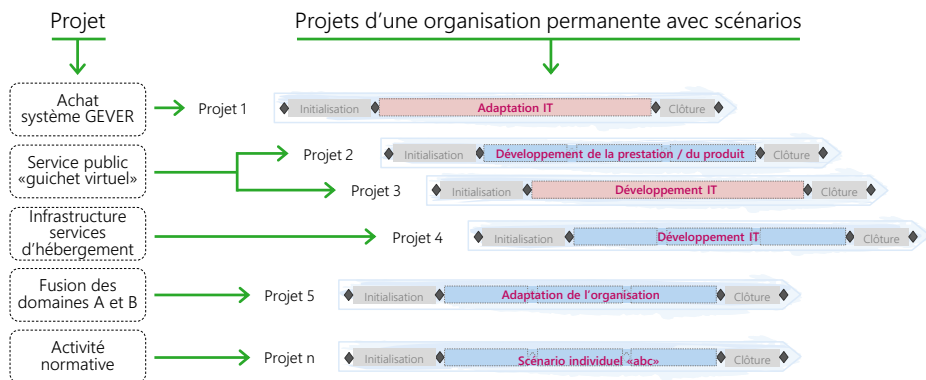 Projet
Projets d'une organisation permanente avec scénarios
Achat
système GEVER
Projet 1
Initialisation
Adaptation IT
Clôture
Service public
«guichet virtuel»
Projet 2
Initialisation
Développement de la prestation / du produit
Clôture
Projet 3
Initialisation
Développement IT
Clôture
Infrastructure
services
d'hébergement
Projet 4
Initialisation
Développement IT
Clôture
Fusion des
domaines A et B
Projet 5
Initialisation
Adaptation de l'organisation
Clôture
Activité
normative
Projet n
Initialisation
Scénario individuel «abc»
Clôture